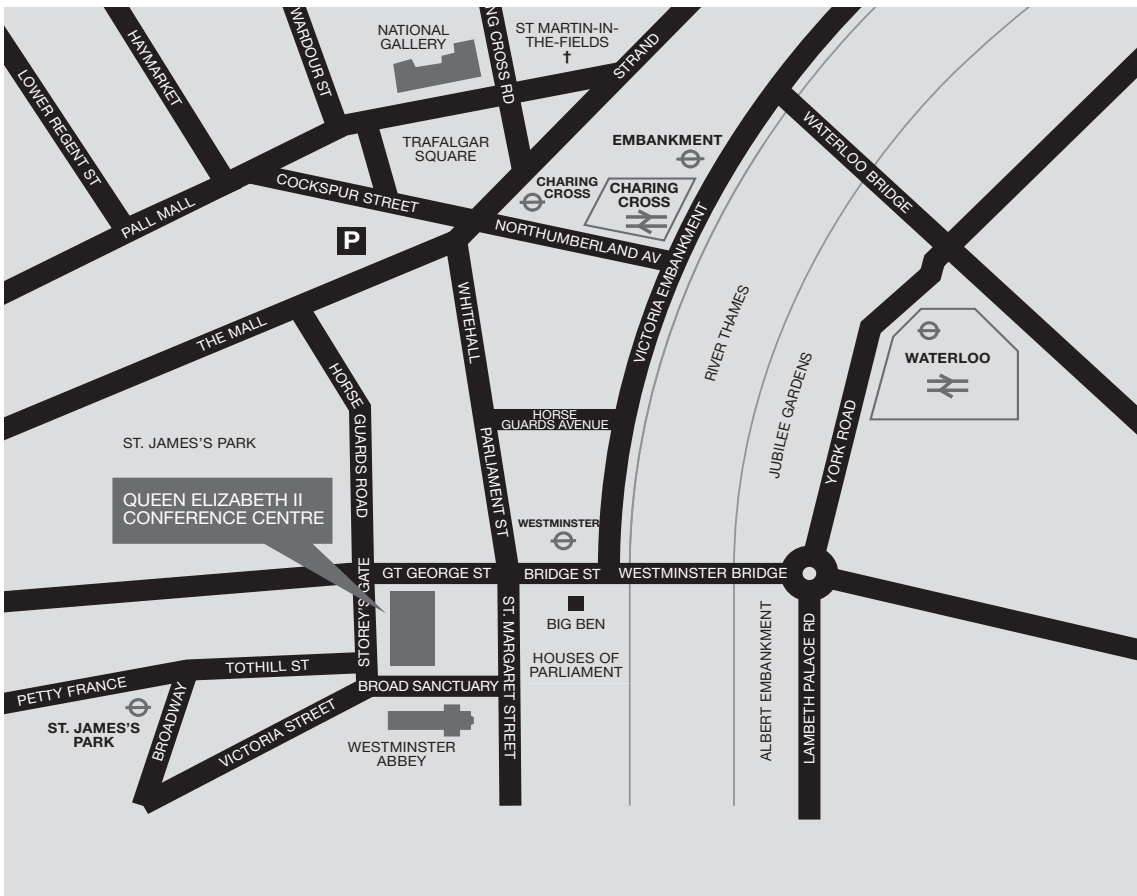 LOWER REGENT ST
HAYMARKET
WARDOUR ST
NATIONAL
GALLERY
NG CROSS RD
ST MARTIN-IN-
THE-FIELDS
†
STRAND
TRAFALGAR
SQUARE
EMBANKMENT
WATERLOO BRIDGE
PALL MALL
COCKSPUR STREET
CHARING
CROSS
CHARING
CROSS
P
NORTHUMBERLAND AV
THE MALL
WHITEHALL
VICTORIA EMBANKMENT
RIVER THAMES
WATERLOO
JUBILEE GARDENS
YORK ROAD
HORSE GUARDS ROAD
HORSE
GUARDS AVENUE
ST. JAMES'S PARK
PARLIAMENT ST
QUEEN ELIZABETH II
CONFERENCE CENTRE
WESTMINSTER
GT GEORGE ST
BRIDGE ST
WESTMINSTER BRIDGE
STOREY'S GATE
ST. MARGARET STREET
BIG BEN
HOUSES OF
PARLIAMENT
ALBERT EMBANKMENT
LAMBETH PALACE RD
TOTHILL ST
PETTY FRANCE
BROAD SANCTUARY
ST. JAMES'S
PARK
BROADWAY
VICTORIA STREET
WESTMINSTER
ABBEY